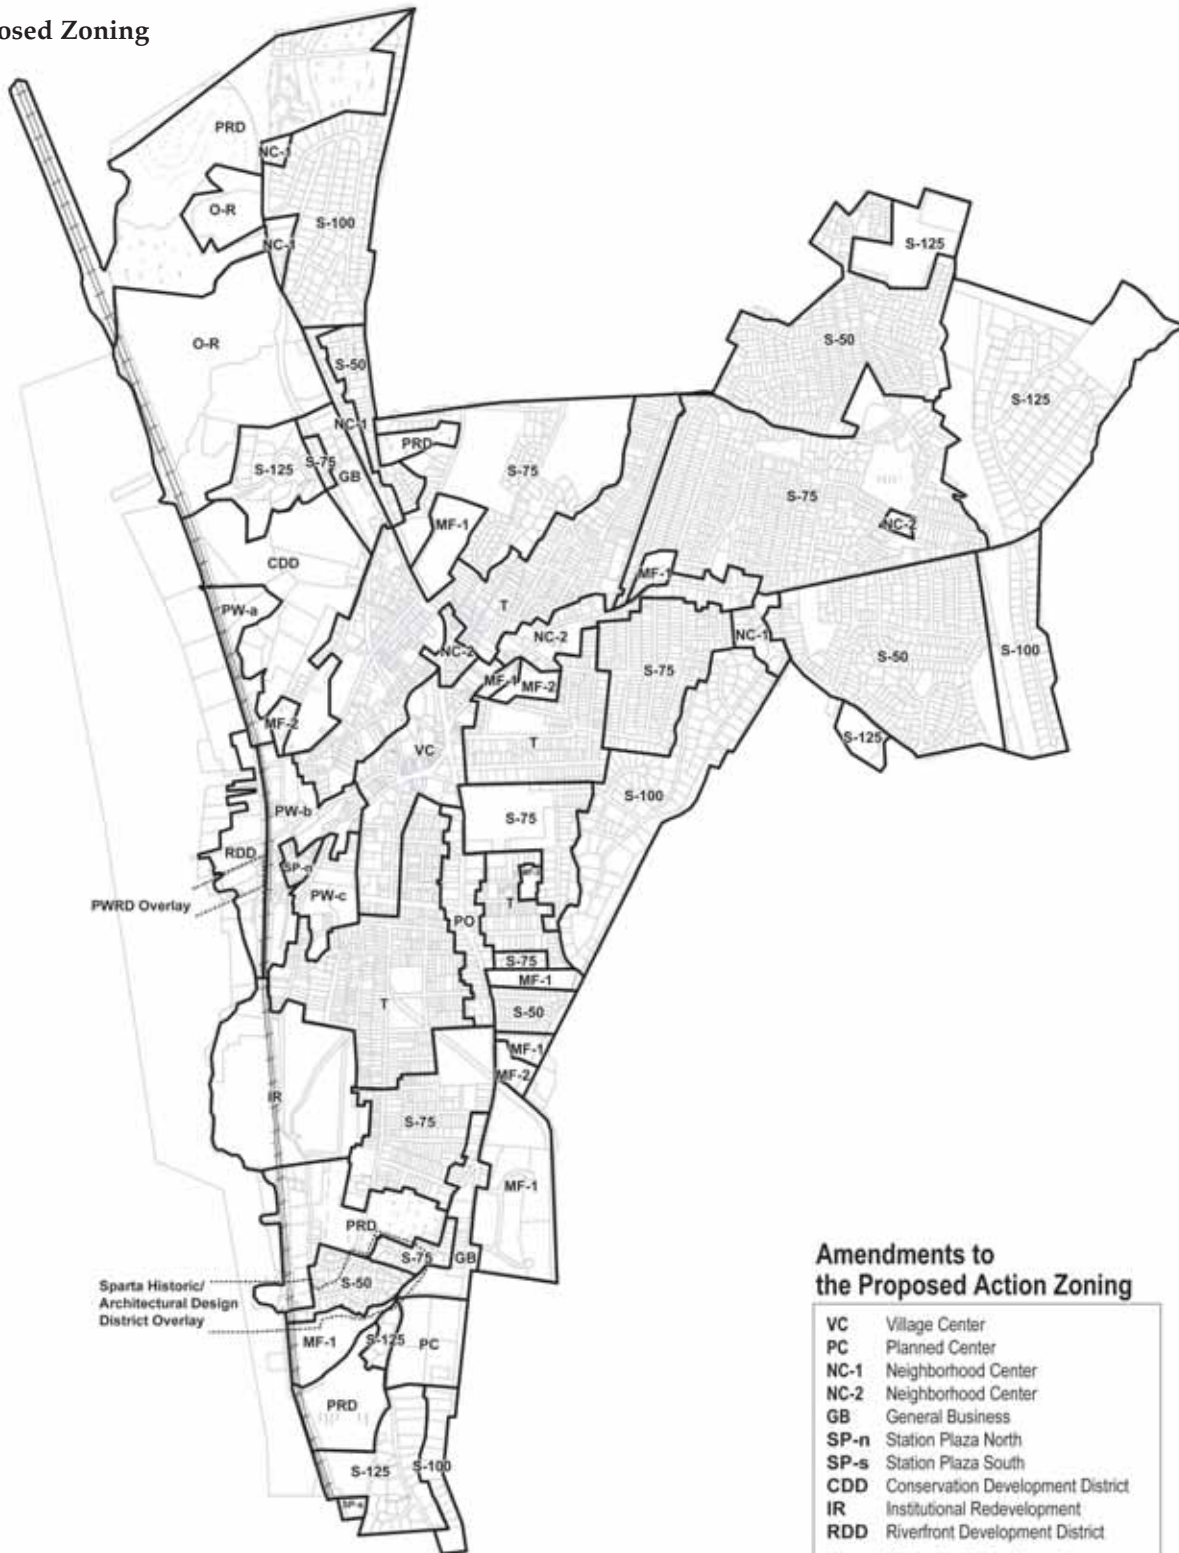 osed Zoning
PRD
NC-1
O-R
S-100
NC-1
S-125
O-R
S-50
S-50
S-125
NC-1
PRD
S-125
S-75
GB
S-75
S-75
MF-1
NC-2
CDD
MF-1
PW-a
T
NC-2
NC-1
NC-2
S-75
S-50
S-100
MF-1
MF-2
MF-2
VC
T
S-125
S-100
PW-b
S-75
RDD
SP-n
PW-c
T
PWRD Overlay
PO
S-75
MF-1
T
S-50
MF-1
MF-2
IR
S-75
MF-1
PRD
S-75
GB
S-50
Sparta Historic/
Architectural Design
District Overlay
MF-1
S-125
PC
PRD
S-125
S-100
SP-s
Amendments to
the Proposed Action Zoning
VC Village Center
PC Planned Center
NC-1 Neighborhood Center
NC-2 Neighborhood Center
GB General Business
SP-n Station Plaza North
SP-s Station Plaza South
CDD Conservation Development District
IR Institutional Redevelopment
RDD Riverfront Development District